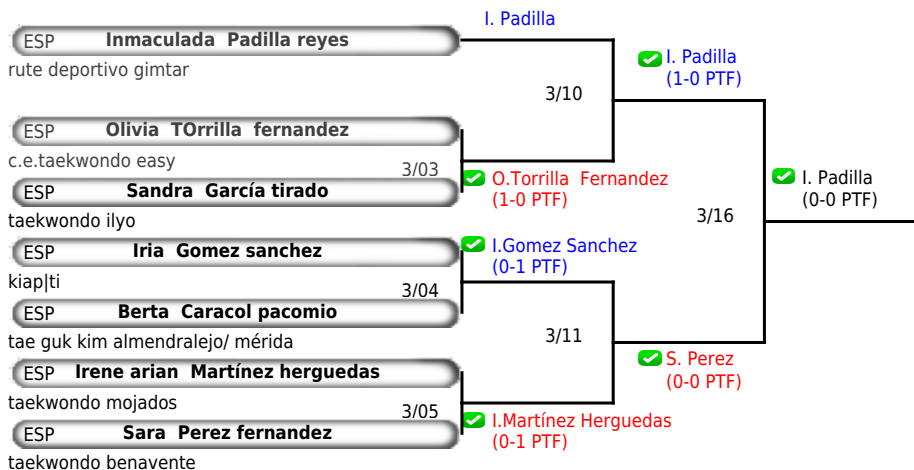 I. Padilla
ESP Inmaculada Padilla reyes
rute deportivo gimtar
I. Padilla
(1-0 PTF)
3/10
ESP Olivia TOrrilla fernandez
c.e.taekwondo easy
3/03
O.Torrilla Fernandez
(1-0 PTF)
ESP Sandra García tirado
taekwondo ilyo
I. Padilla
(0-0 PTF)
3/16
ESP Iria Gomez sanchez
kiap|ti
I.Gomez Sanchez
(0-1 PTF)
3/04
ESP Berta Caracol pacomio
tae guk kim almendralejo/ mérida
3/11
S. Perez
(0-0 PTF)
ESP Irene arian Martínez herguedas
taekwondo mojados
3/05
I.Martínez Herguedas
(0-1 PTF)
ESP Sara Perez fernandez
taekwondo benavente